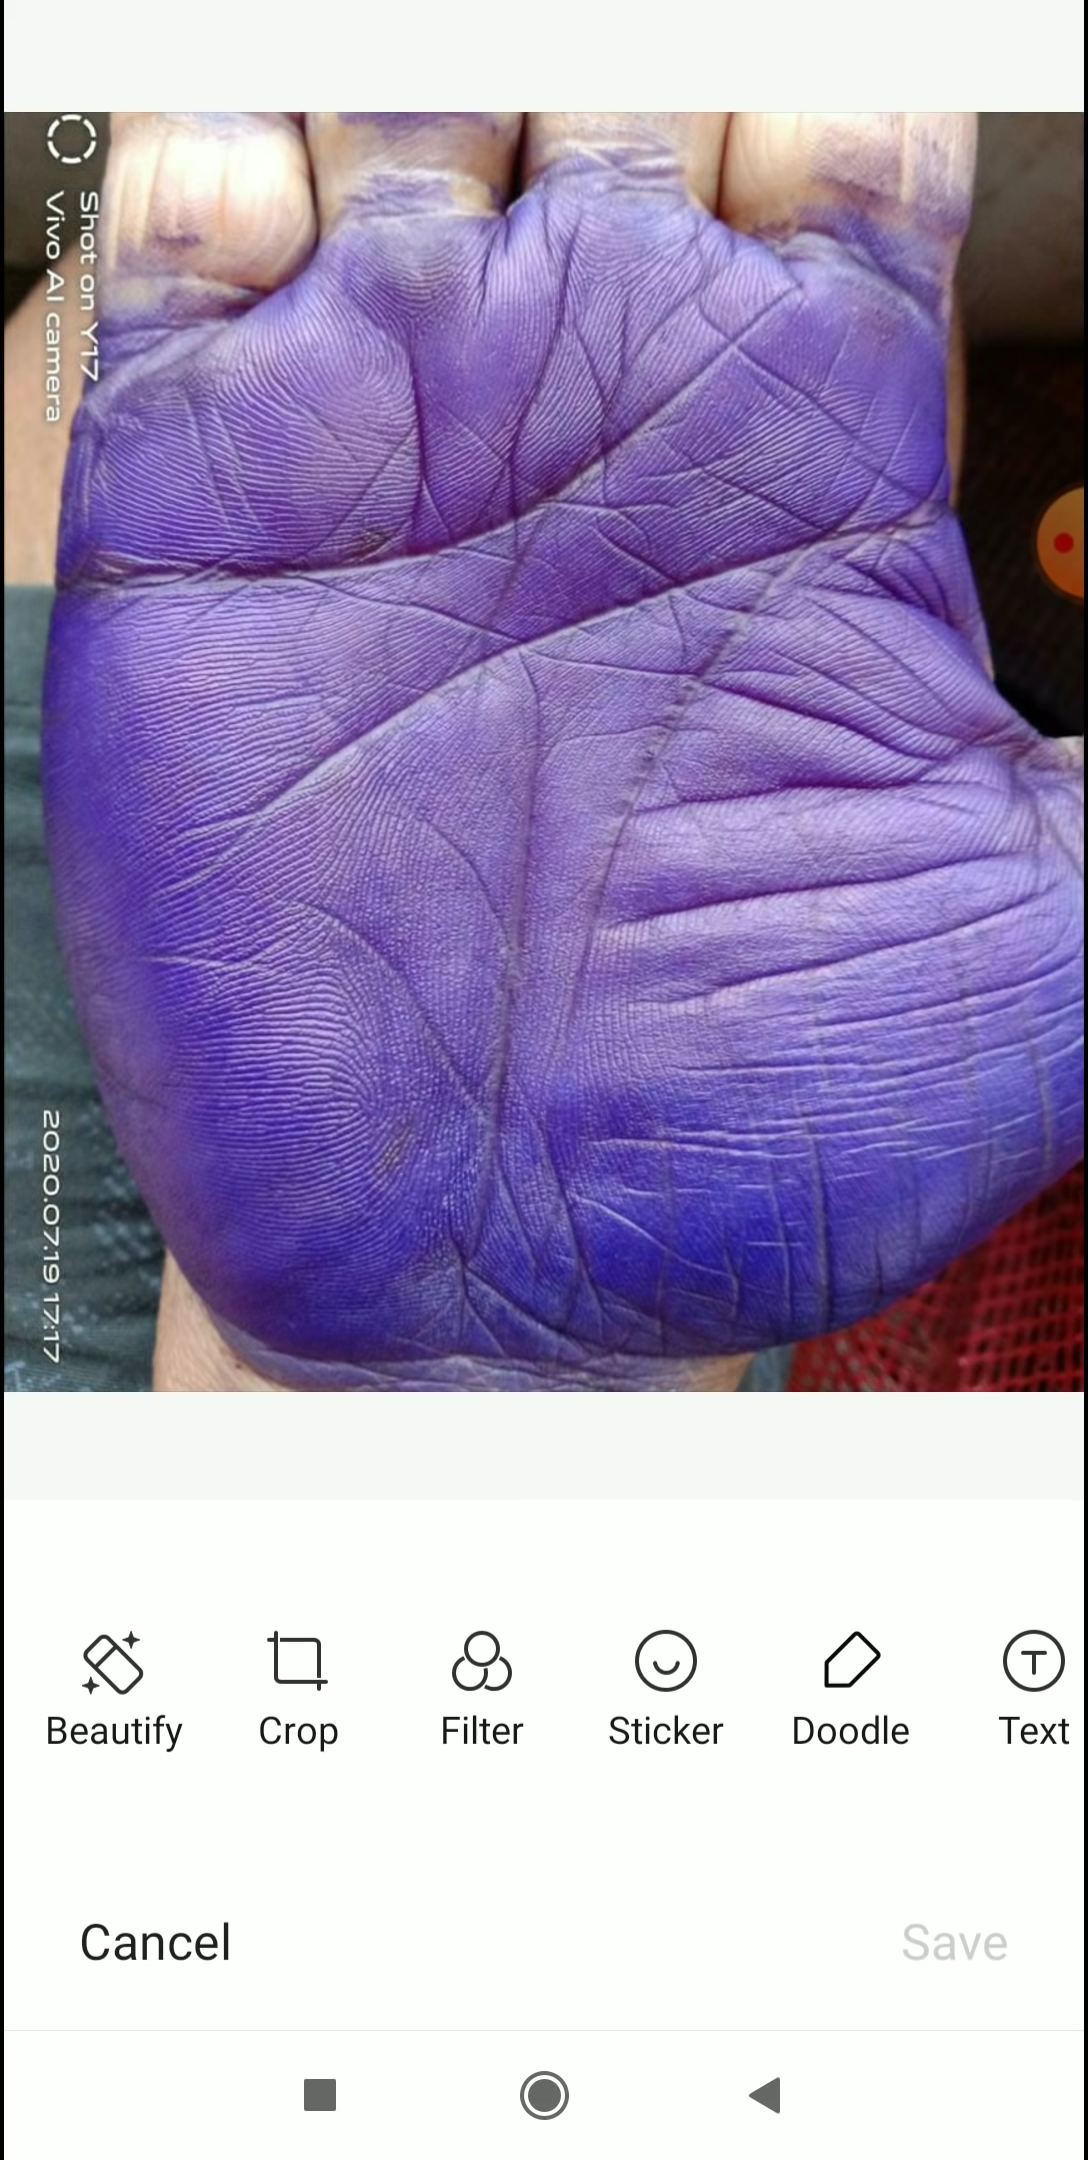 Shot on Y17
Vivo AI camera
2020.07.19 17:17
Beautify
Crop
Filter
Sticker
Doodle
Text
Cancel
Save